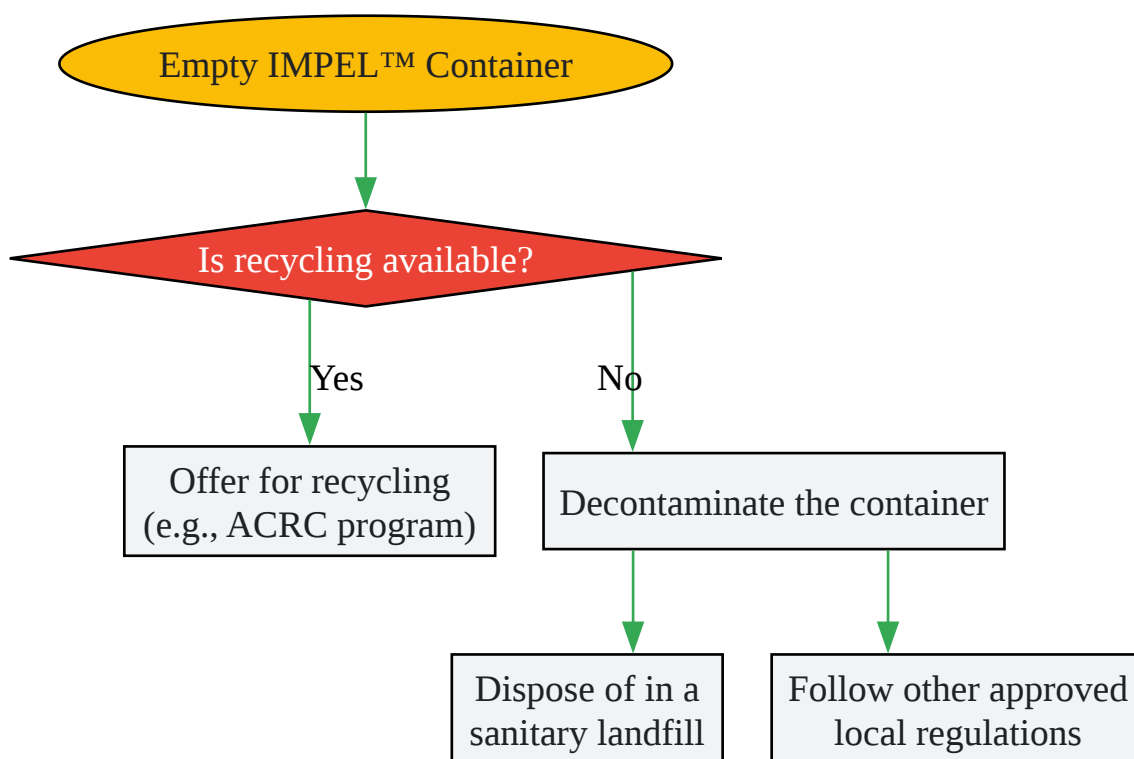 Empty IMPEL™ Container
Is recycling available?
Yes
No
Offer for recycling
(e.g., ACRC program)
Decontaminate the container
Dispose of in a
sanitary landfill
Follow other approved
local regulations